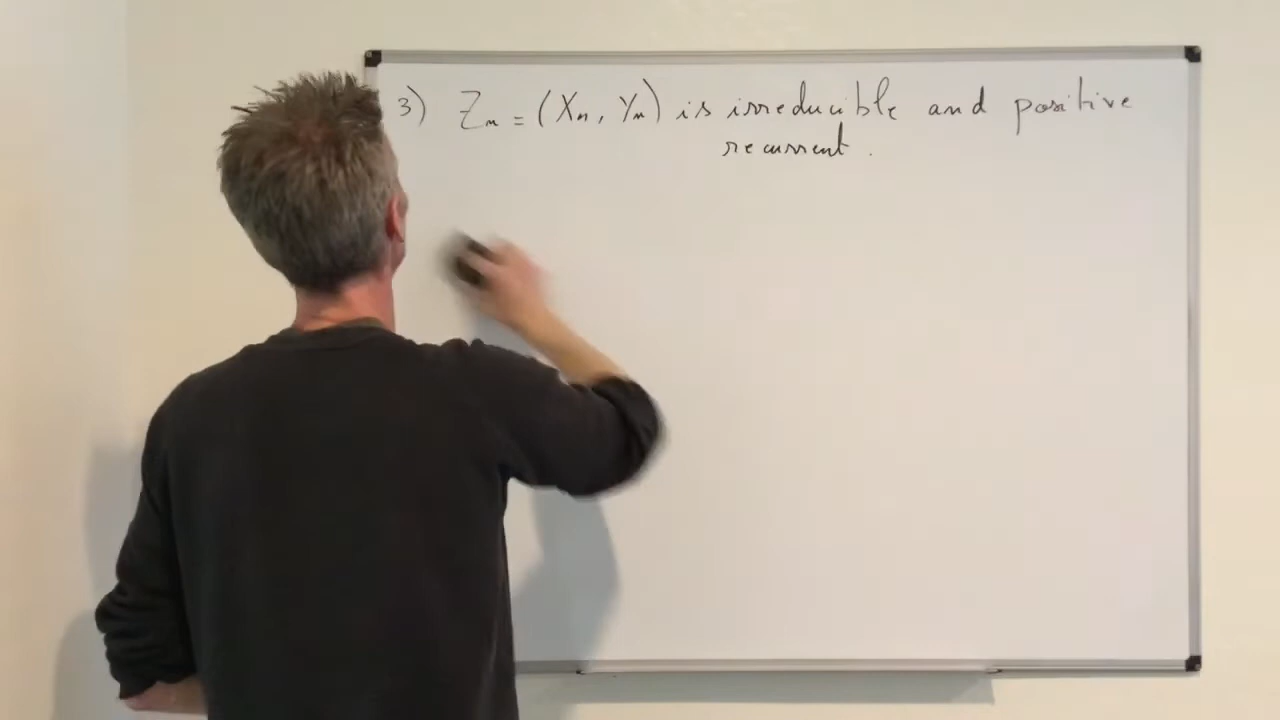 3) Zn = (Xn, Yn) is irreducible and positive
recurrent.